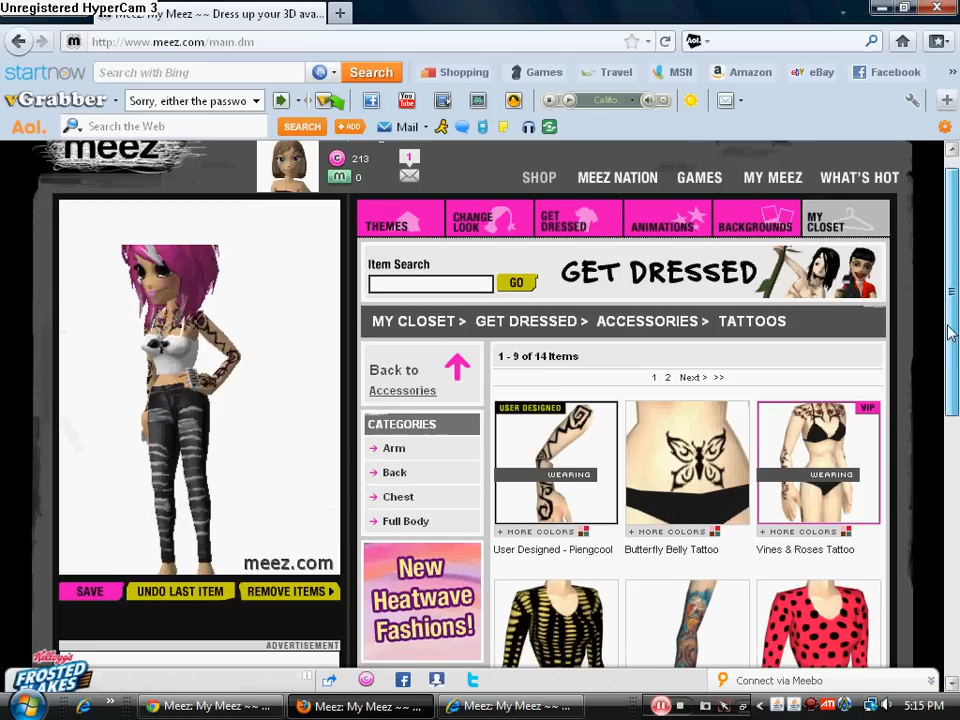 Unregistered HyperCam 3
Meez: My Meez ~~ Dress up your 3D ava...
http://www.meez.com/main.dm
Aol.
startnow
Search with Bing
Search
Shopping
Games
Travel
MSN
Amazon
eBay
Facebook
vGrabber
Sorry, either the passwo
Califo...
Aol.
Search the Web
SEARCH
+ ADD
Mail
meez
213
0
1
SHOP
MEEZ NATION
GAMES
MY MEEZ
WHAT'S HOT
THEMES
CHANGE LOOK
GET DRESSED
ANIMATIONS
BACKGROUNDS
MY CLOSET
Item Search
GO
GET DRESSED
MY CLOSET > GET DRESSED > ACCESSORIES > TATTOOS
Back to
Accessories
1 - 9 of 14 Items
1 2 Next > >>
CATEGORIES
Arm
Back
Chest
Full Body
USER DESIGNED
WEARING
VIP
WEARING
+ MORE COLORS
+ MORE COLORS
+ MORE COLORS
User Designed - Piengcool
Butterfly Belly Tattoo
Vines & Roses Tattoo
New
Heatwave
Fashions!
meez.com
SAVE
UNDO LAST ITEM
REMOVE ITEMS
ADVERTISEMENT
Kellogg's
FROSTED
FLAKES
Connect via Meebo
Meez: My Meez ~~ ...
Meez: My Meez ~~ ...
Meez: My Meez ~~ ...
5:15 PM